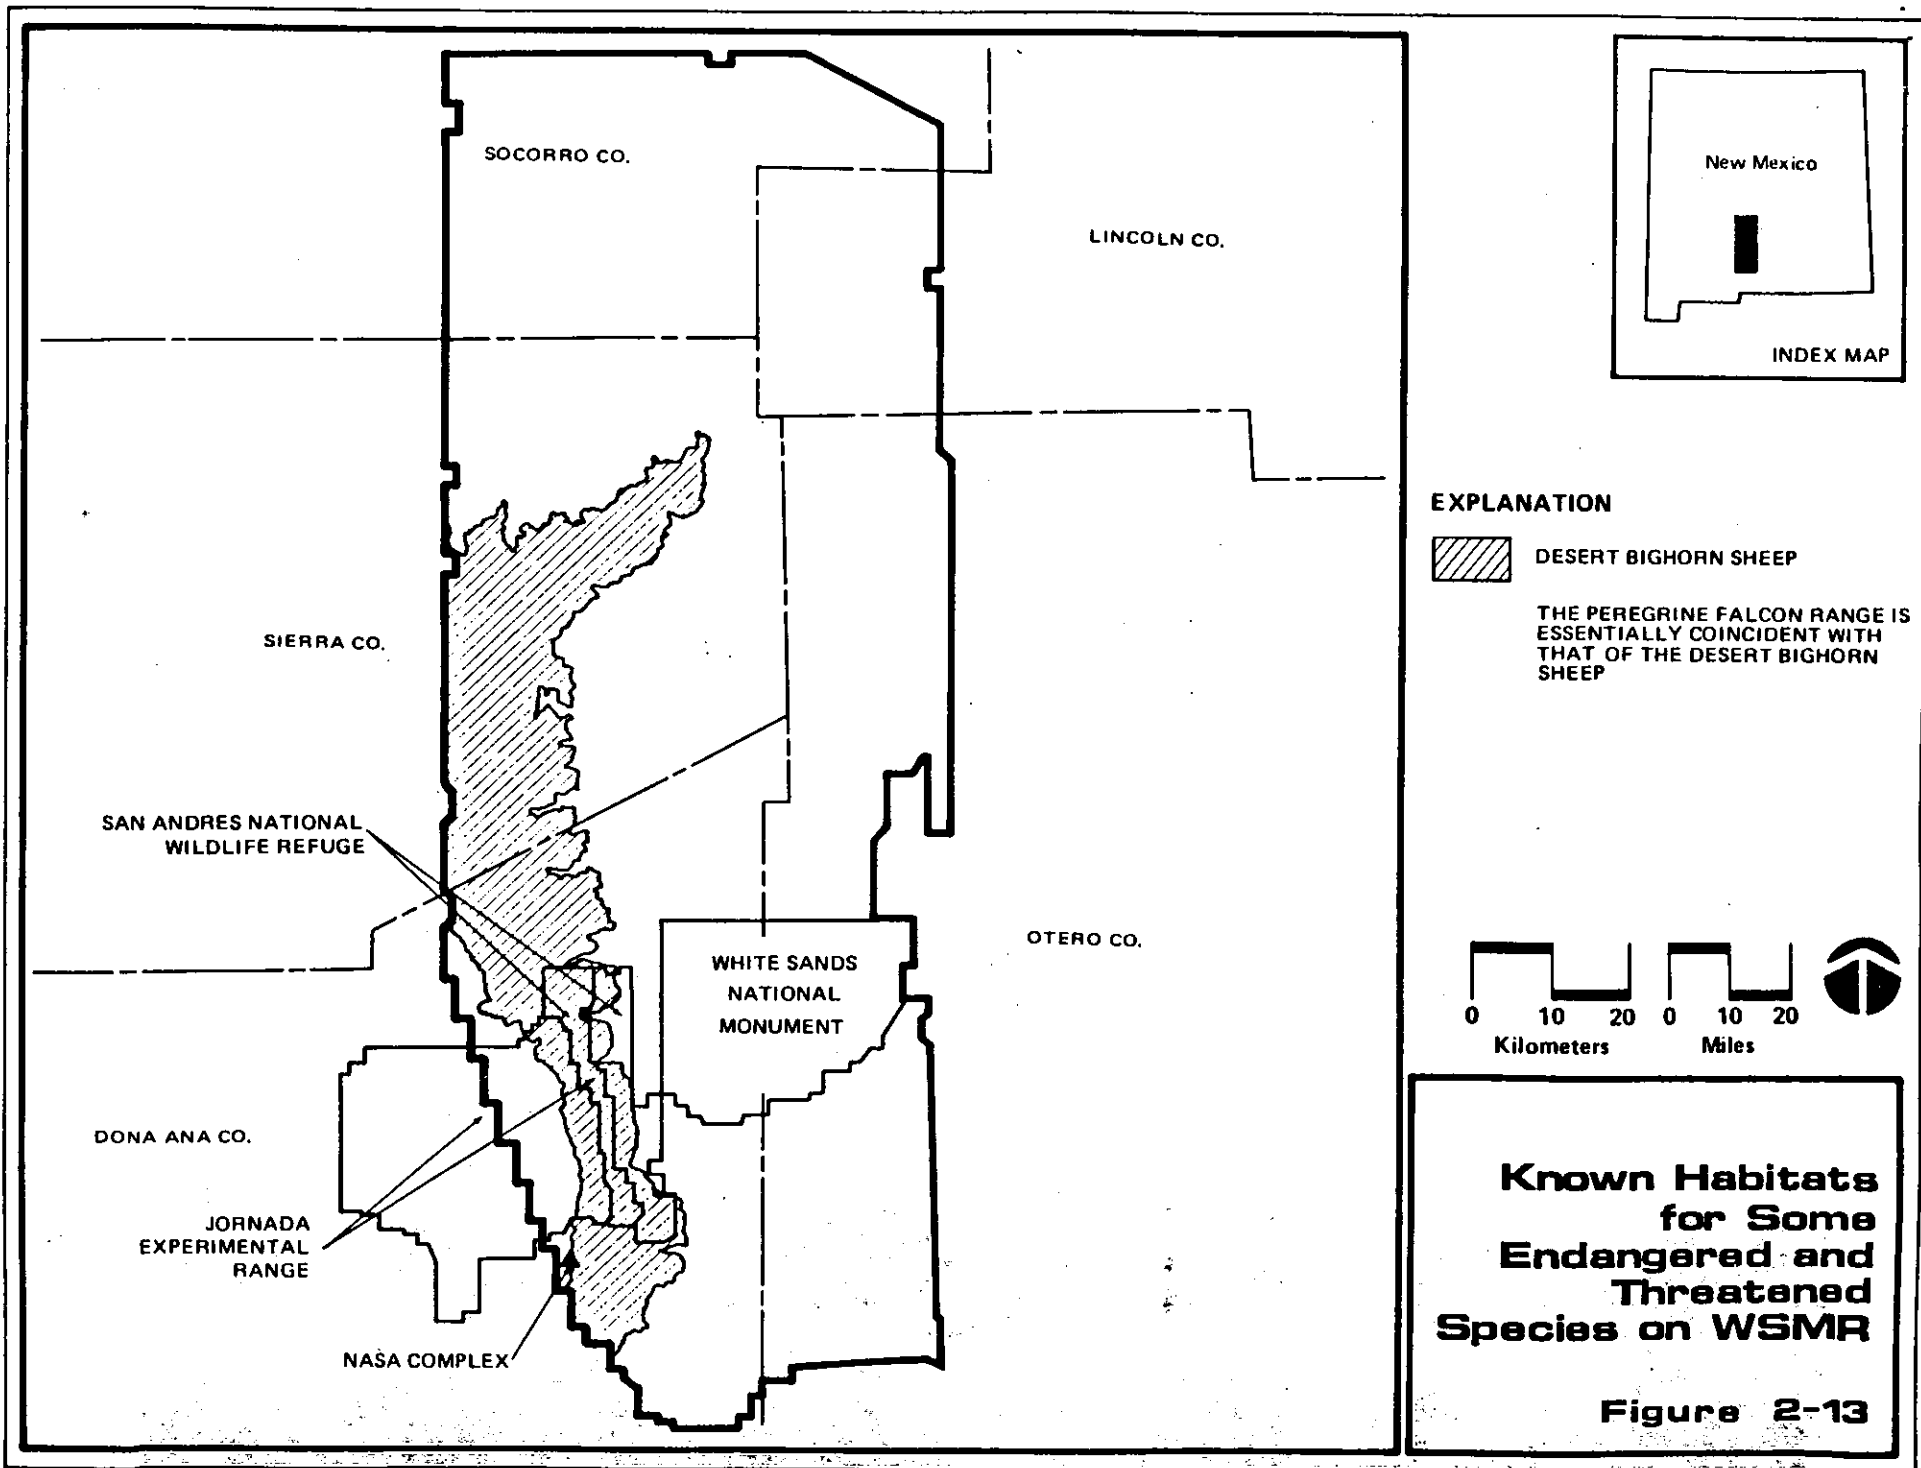 SOCORRO CO.
LINCOLN CO.
SIERRA CO.
SAN ANDRES NATIONAL
WILDLIFE REFUGE
WHITE SANDS
NATIONAL
MONUMENT
OTERO CO.
DONA ANA CO.
JORNADA
EXPERIMENTAL
RANGE
NASA COMPLEX
New Mexico
INDEX MAP
EXPLANATION
DESERT BIGHORN SHEEP
THE PEREGRINE FALCON RANGE IS
ESSENTIALLY COINCIDENT WITH
THAT OF THE DESERT BIGHORN
SHEEP
0 10 20 0 10 20
Kilometers Miles
Known Habitats
for Some
Endangered and
Threatened
Species on WSMR
Figure 2-13